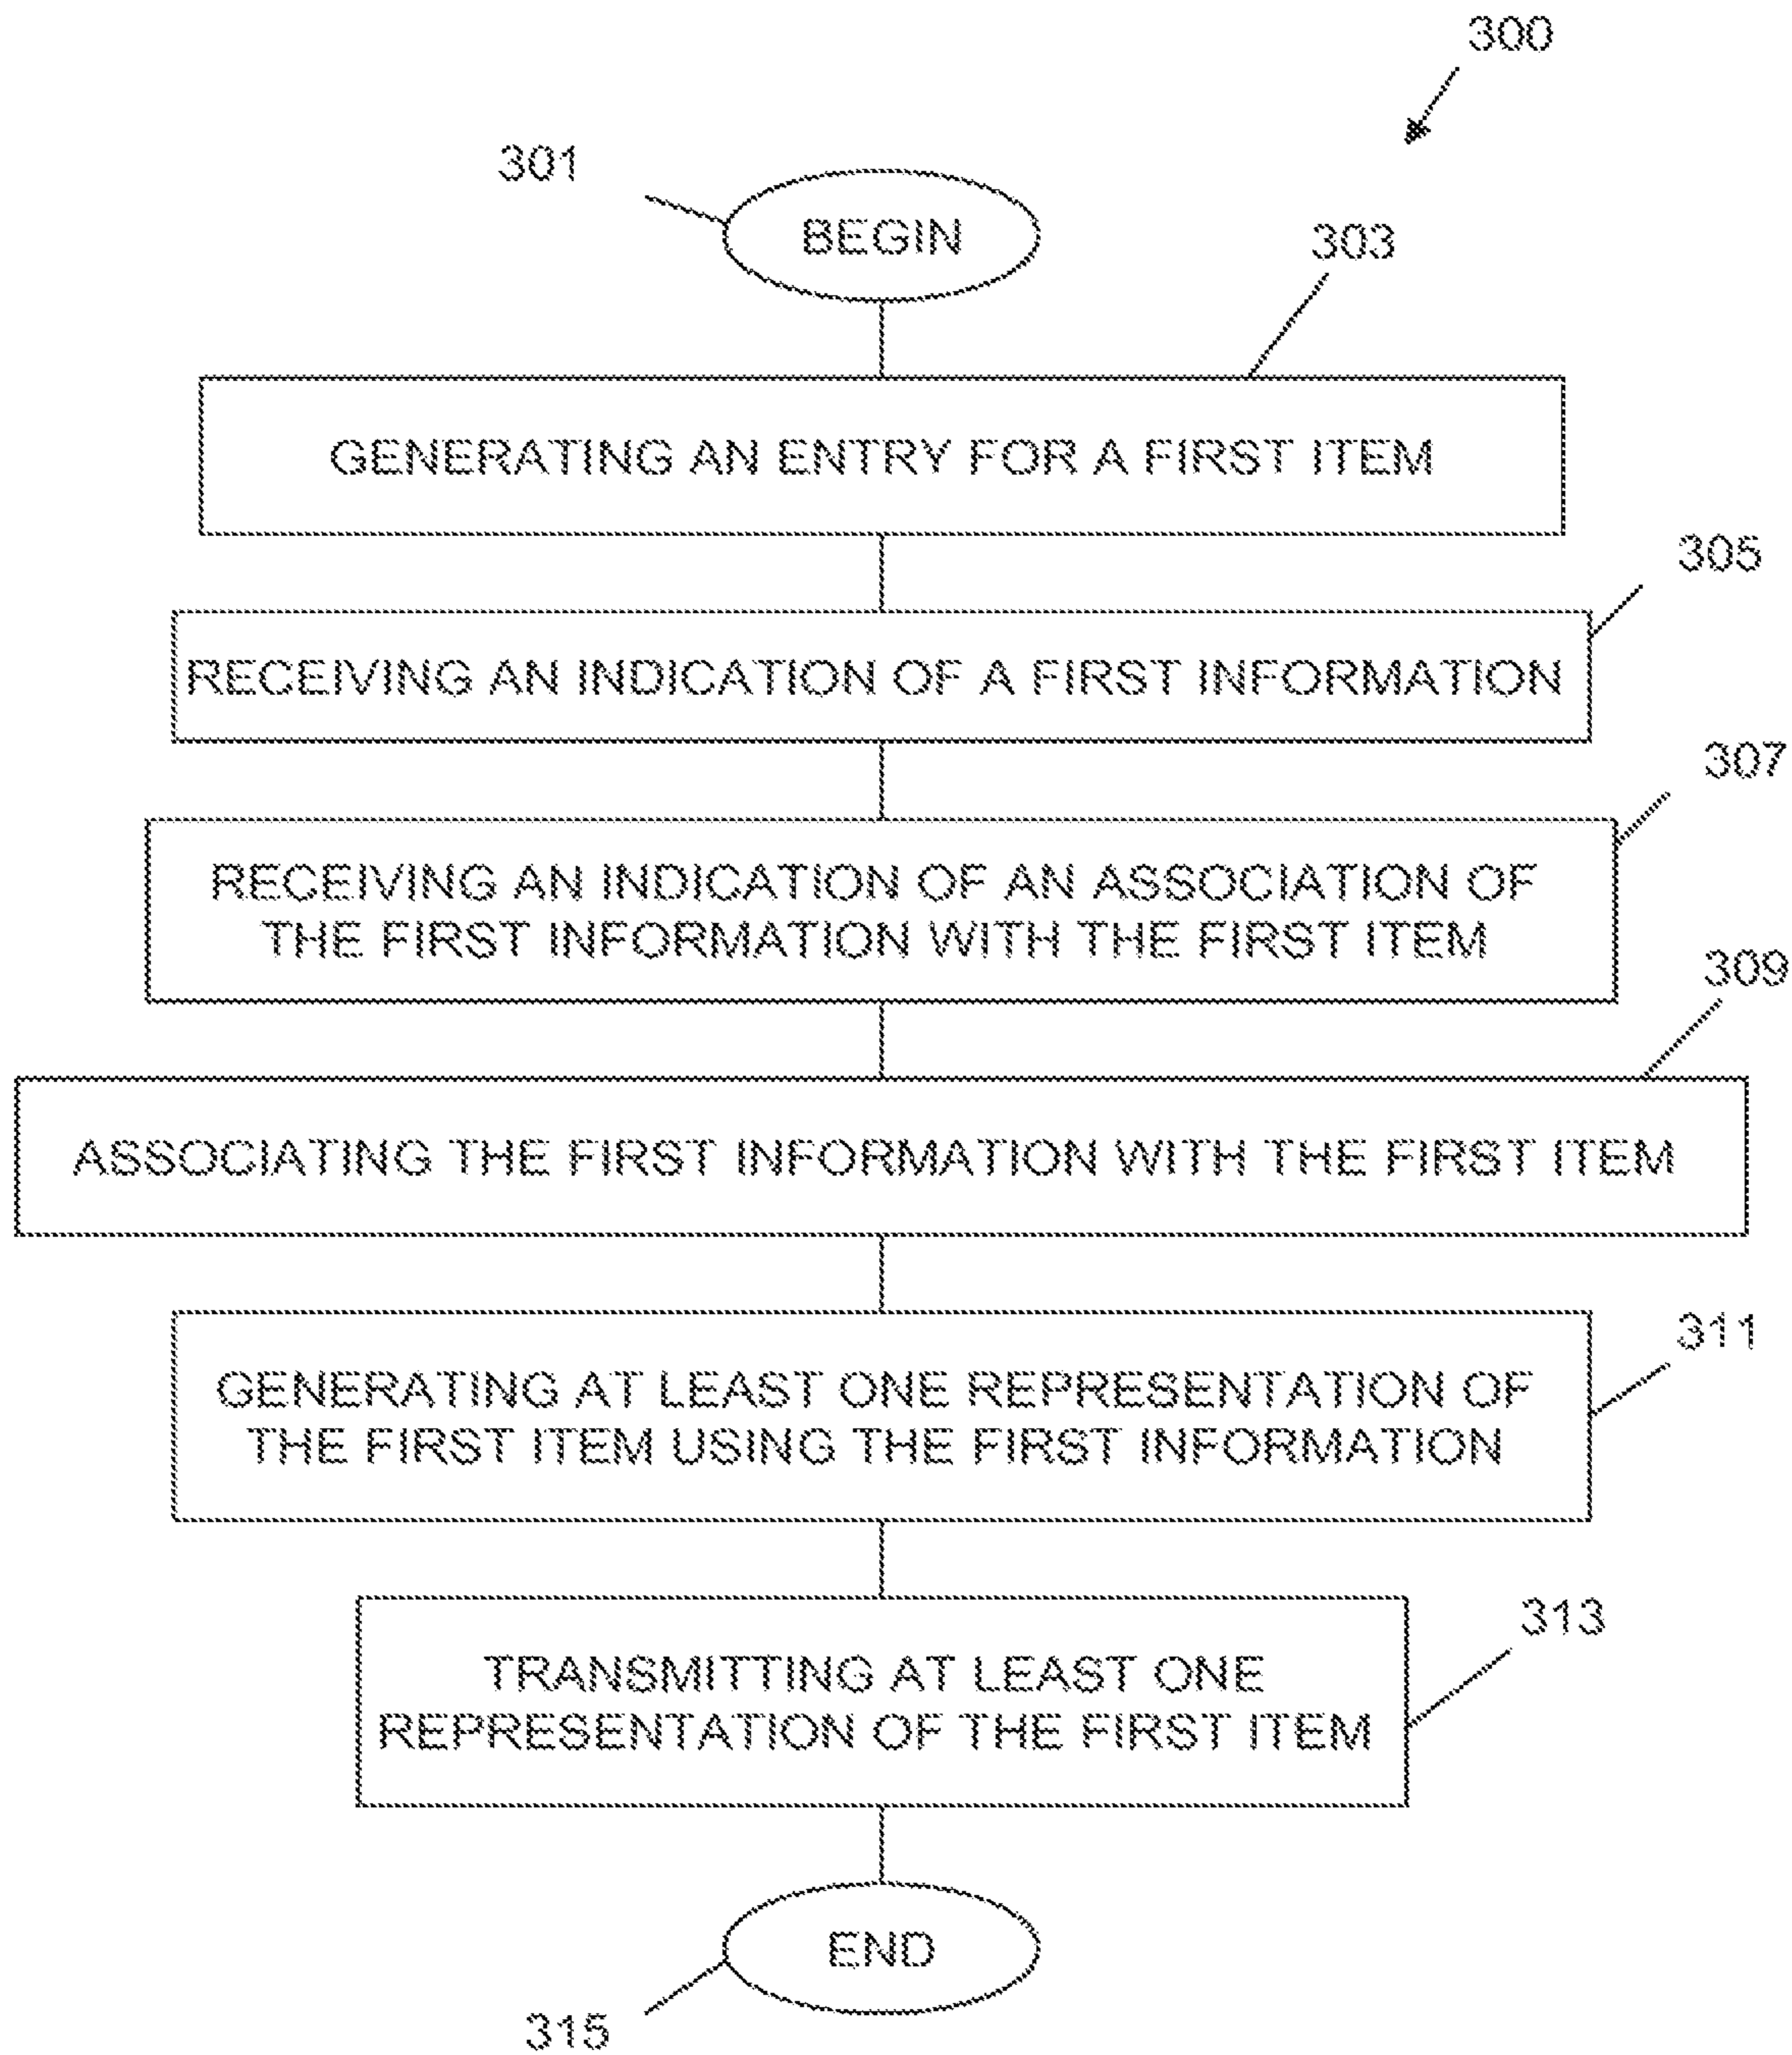 300
301
BEGIN
303
GENERATING AN ENTRY FOR A FIRST ITEM
305
RECEIVING AN INDICATION OF A FIRST INFORMATION
307
RECEIVING AN INDICATION OF AN ASSOCIATION OF
THE FIRST INFORMATION WITH THE FIRST ITEM
309
ASSOCIATING THE FIRST INFORMATION WITH THE FIRST ITEM
311
GENERATING AT LEAST ONE REPRESENTATION OF
THE FIRST ITEM USING THE FIRST INFORMATION
313
TRANSMITTING AT LEAST ONE
REPRESENTATION OF THE FIRST ITEM
END
315